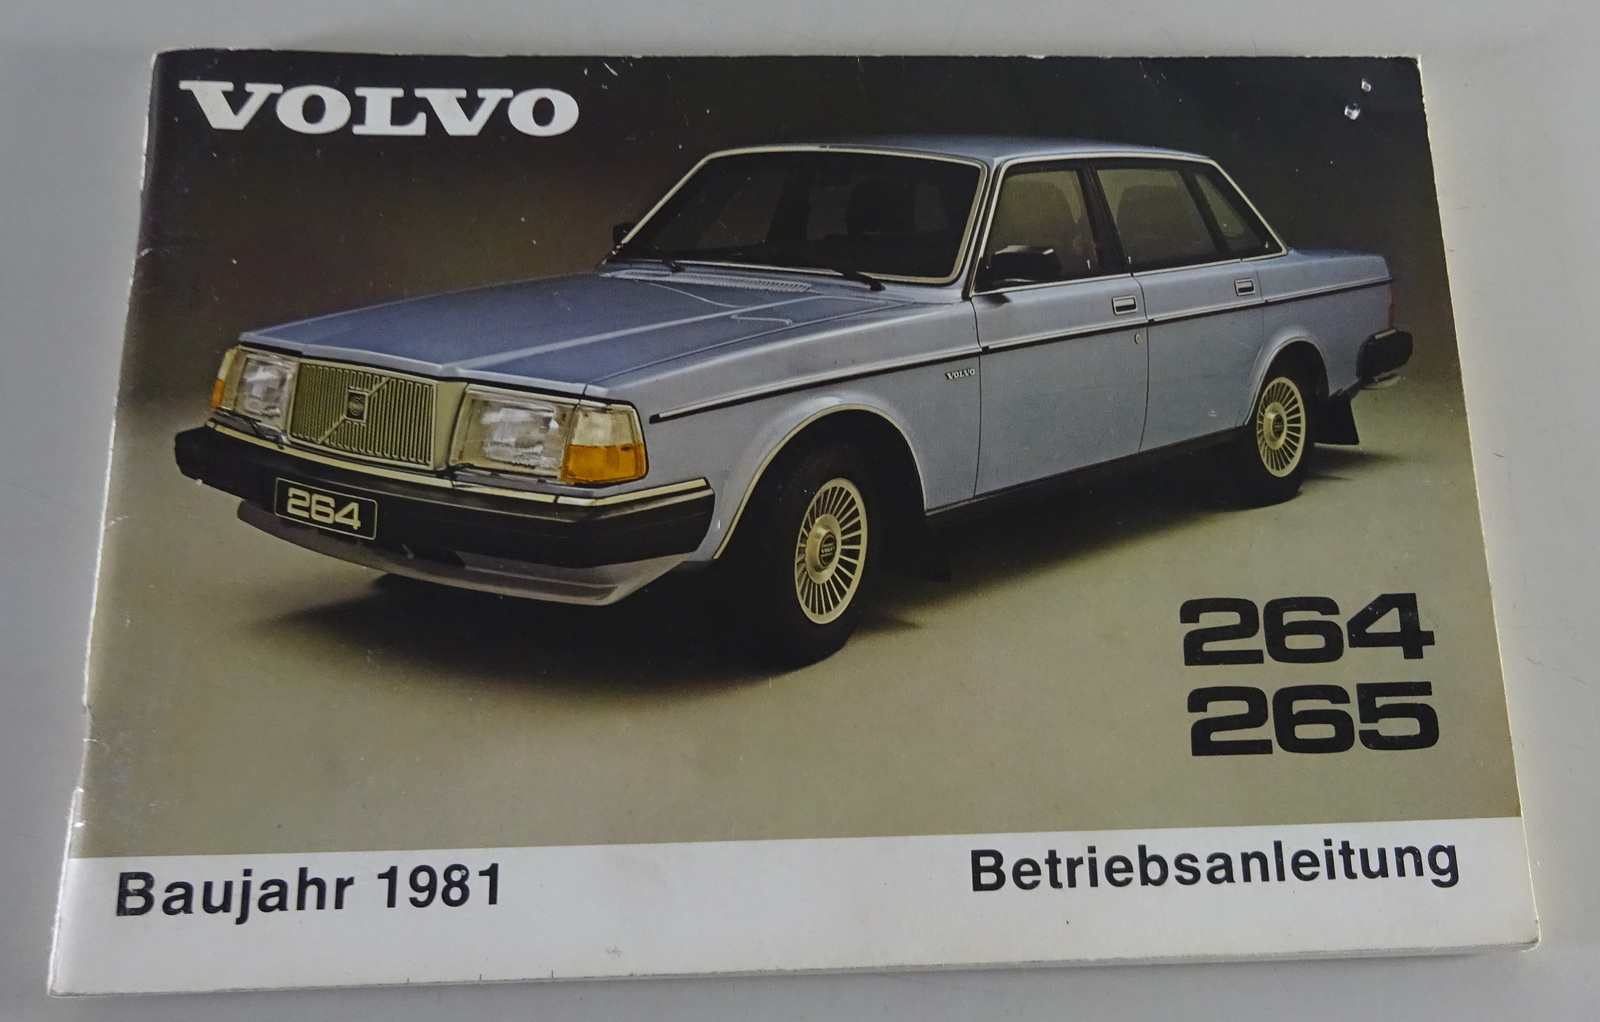 VOLVO
VOLVO
264
264
265
Baujahr 1981
Betriebsanleitung